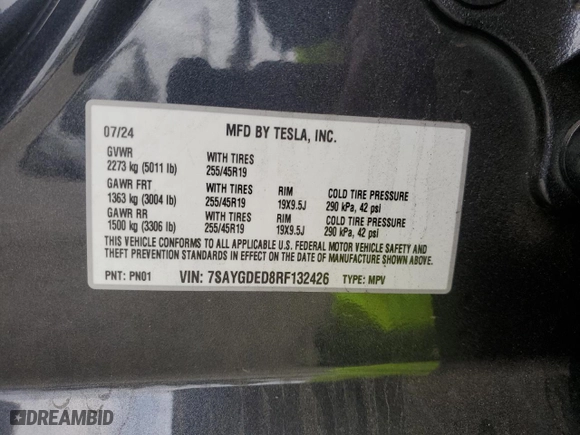 07/24 MFD BY TESLA, INC.
GVWR WITH TIRES
2273 kg (5011 lb) 255/45R19
GAWR FRT WITH TIRES RIM COLD TIRE PRESSURE
1363 kg (3004 lb) 255/45R19 19X9.5J 290 kPa, 42 psi
GAWR RR WITH TIRES RIM COLD TIRE PRESSURE
1500 kg (3306 lb) 255/45R19 19X9.5J 290 kPa, 42 psi
THIS VEHICLE CONFORMS TO ALL APPLICABLE U.S. FEDERAL MOTOR VEHICLE SAFETY AND
THEFT PREVENTION STANDARDS IN EFFECT ON THE DATE OF MANUFACTURE SHOWN ABOVE.
PNT: PN01 VIN: 7SAYGDED8RF132426 TYPE: MPV
DREAMBID